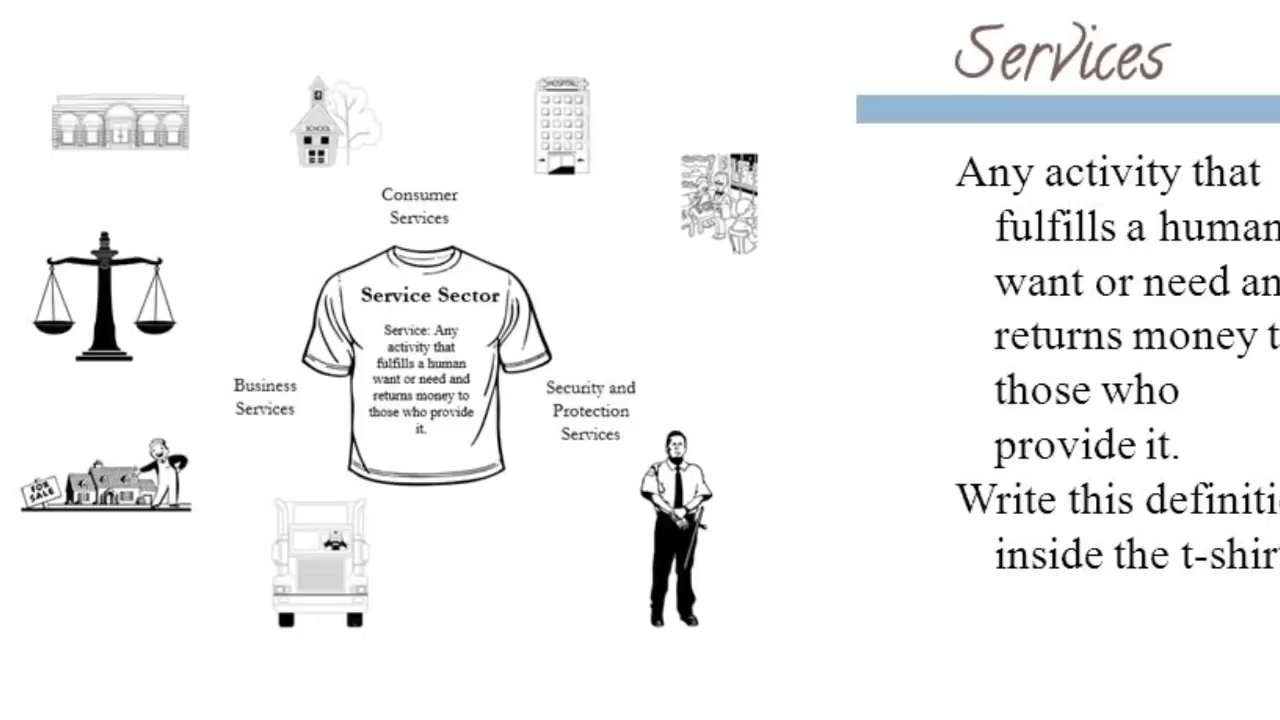 Services
HOSPITAL
SCHOOL
Any activity that
fulfills a human
want or need an
returns money t
those who
provide it.
Write this definiti
inside the t-shir
Consumer
Services
Service Sector
Service: Any
activity that
fulfills a human
want or need and
returns money to
those who provide
it.
Business
Services
Security and
Protection
Services
FOR
SALE